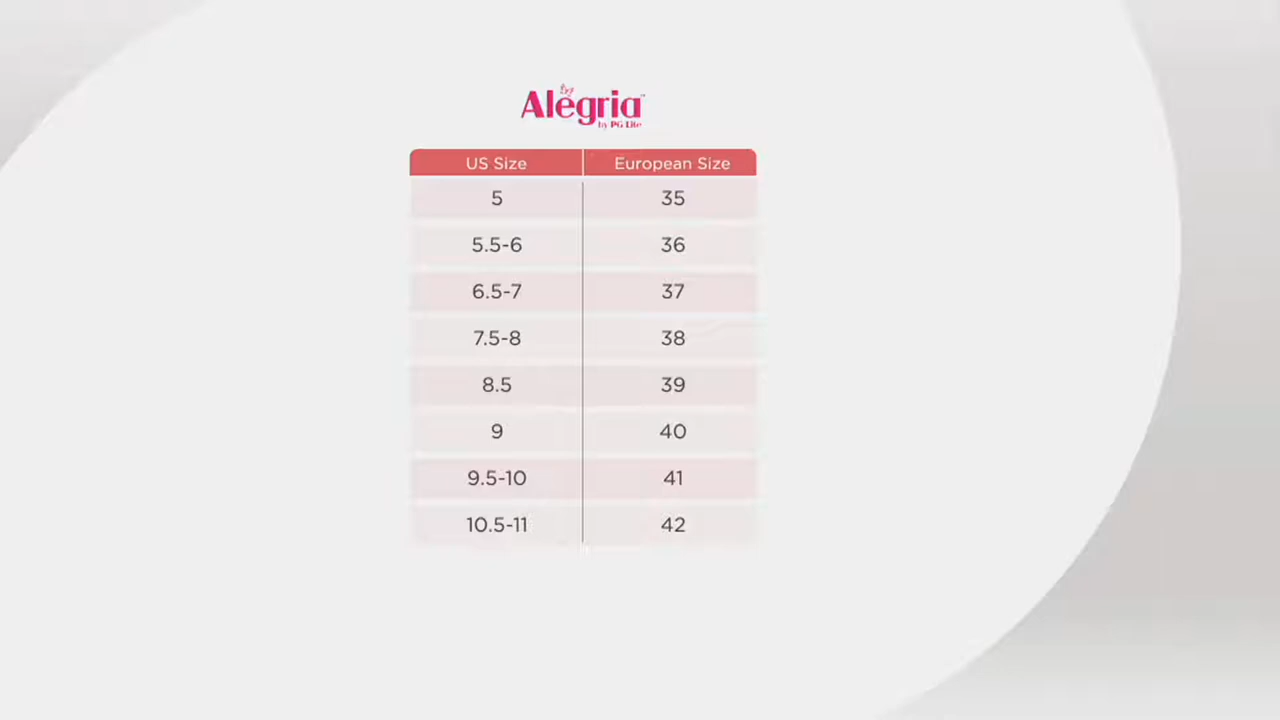 Alegria™
by PG Lite
US Size European Size
5 35
5.5-6 36
6.5-7 37
7.5-8 38
8.5 39
9 40
9.5-10 41
10.5-11 42